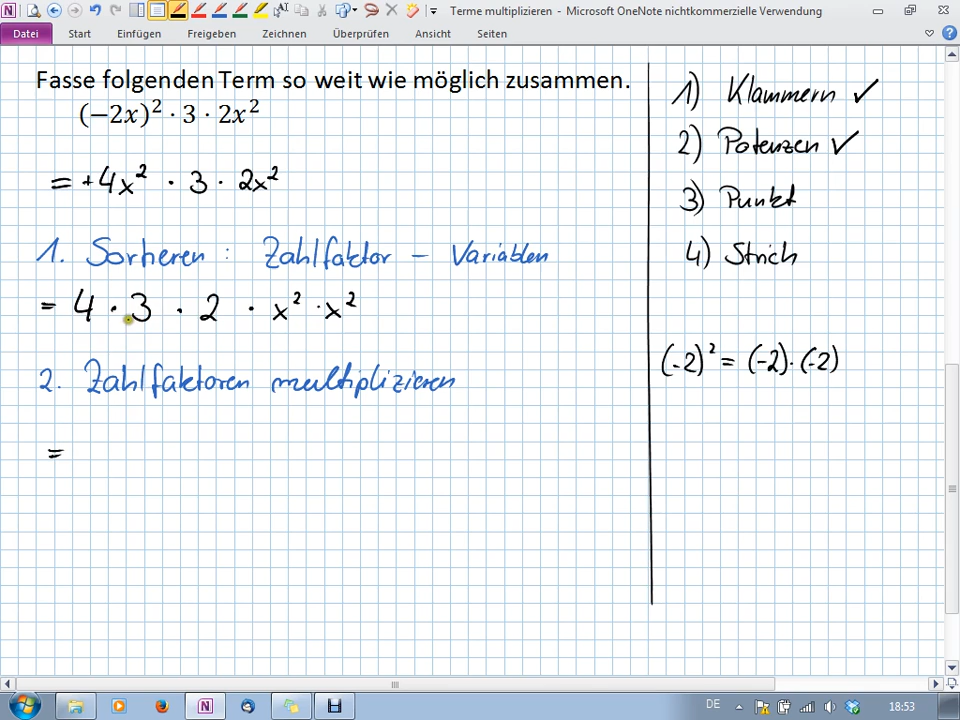 Terme multiplizieren - Microsoft OneNote nichtkommerzielle Verwendung
Datei Start Einfügen Freigeben Zeichnen Überprüfen Ansicht Seiten
Fasse folgenden Term so weit wie möglich zusammen.
(−2x)² · 3 · 2x²
= +4x² · 3 · 2x²
1. Sortieren : Zahlfaktor – Variablen
= 4 · 3 · 2 · x² · x²
2. Zahlfaktoren multiplizieren
=
1) Klammern ✓
2) Potenzen ✓
3) Punkt
4) Strich
(-2)² = (-2)·(-2)
DE 18:53